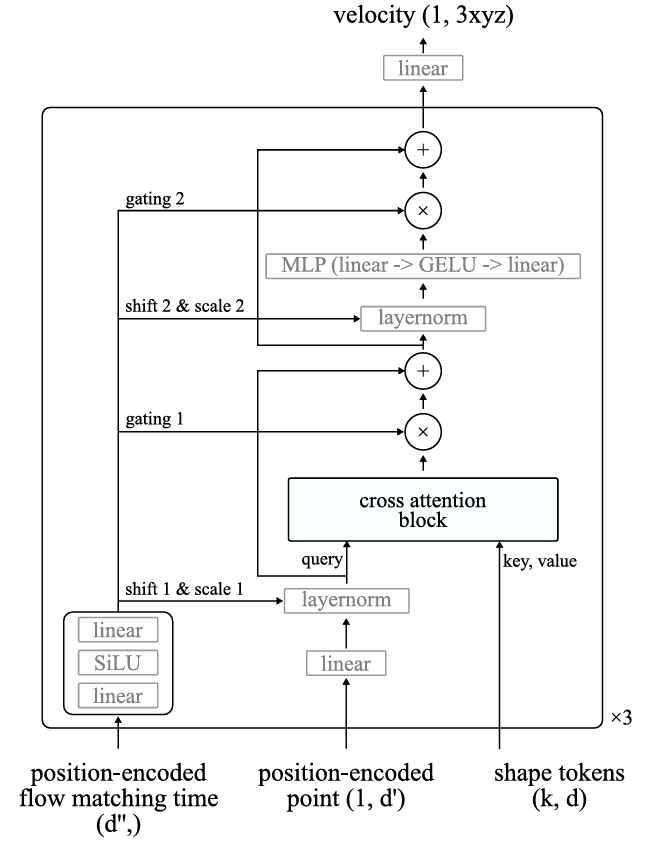 velocity (1, 3xyz)
linear
+
gating 2
×
MLP (linear -> GELU -> linear)
shift 2 & scale 2
layernorm
+
gating 1
×
cross attention
block
query
key, value
shift 1 & scale 1
layernorm
linear
SiLU
linear
linear
×3
position-encoded
flow matching time
(d'',)
position-encoded
point (1, d')
shape tokens
(k, d)